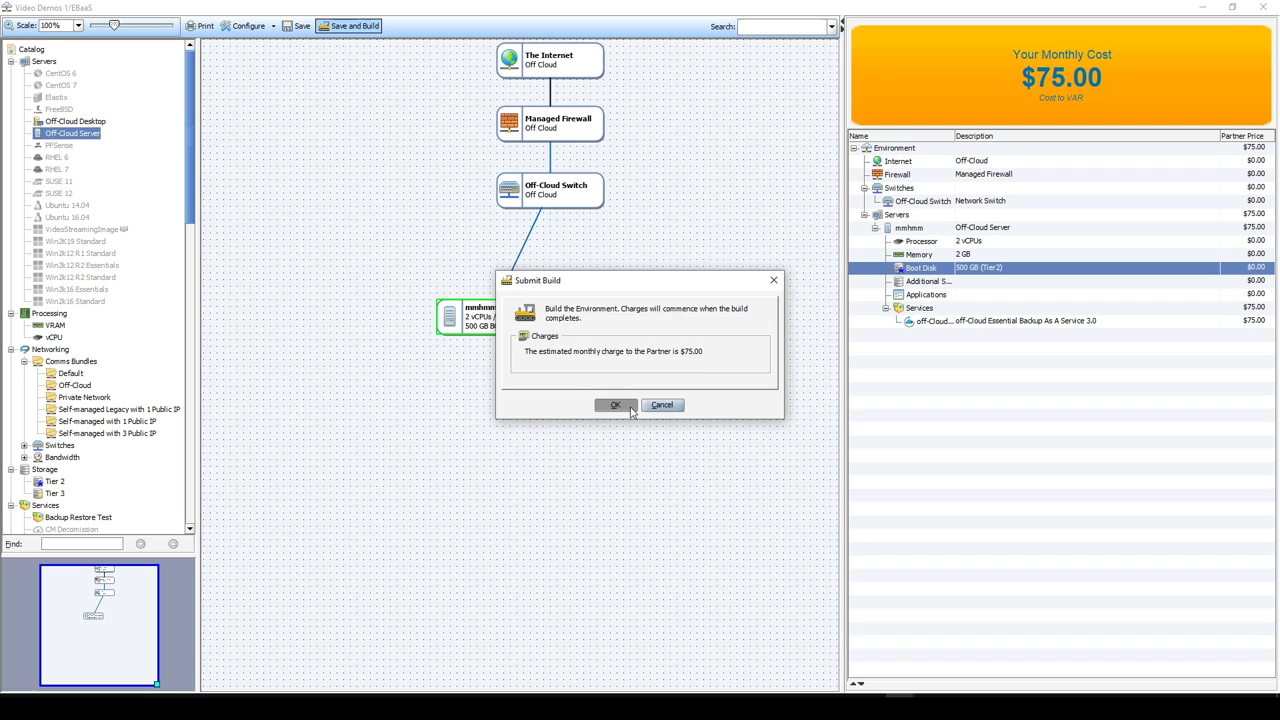 Video Demos 1/EBaaS
Scale: 100%
Print
Configure
Save
Save and Build
Search:
Catalog
Servers
CentOS 6
CentOS 7
Elastix
FreeBSD
Off-Cloud Desktop
Off-Cloud Server
PFSense
RHEL 6
RHEL 7
SUSE 11
SUSE 12
Ubuntu 14.04
Ubuntu 16.04
VideoStreamingImage
Win2K19 Standard
Win2k12 R1 Standard
Win2k12 R2 Essentials
Win2k12 R2 Standard
Win2k16 Essentials
Win2k16 Standard
Processing
VRAM
vCPU
Networking
Comms Bundles
Default
Off-Cloud
Private Network
Self-managed Legacy with 1 Public IP
Self-managed with 1 Public IP
Self-managed with 3 Public IP
Switches
Bandwidth
Storage
Tier 2
Tier 3
Services
Backup Restore Test
CM Decomission
Find:
The Internet
Off Cloud
Managed Firewall
Off Cloud
Off-Cloud Switch
Off Cloud
mmhmm
2 vCPUs /
500 GB B
Submit Build
Build the Environment. Charges will commence when the build
completes.
Charges
The estimated monthly charge to the Partner is $75.00
OK
Cancel
Your Monthly Cost
$75.00
Cost to VAR
Name Description Partner Price
Environment $75.00
Internet Off-Cloud $0.00
Firewall Managed Firewall $0.00
Switches $0.00
Off-Cloud Switch Network Switch $0.00
Servers $75.00
mmhmm Off-Cloud Server $75.00
Processor 2 vCPUs $0.00
Memory 2 GB $0.00
Boot Disk 500 GB (Tier2) $0.00
Additional S... $0.00
Applications $0.00
Services $75.00
off-Cloud... off-Cloud Essential Backup As A Service 3.0 $75.00